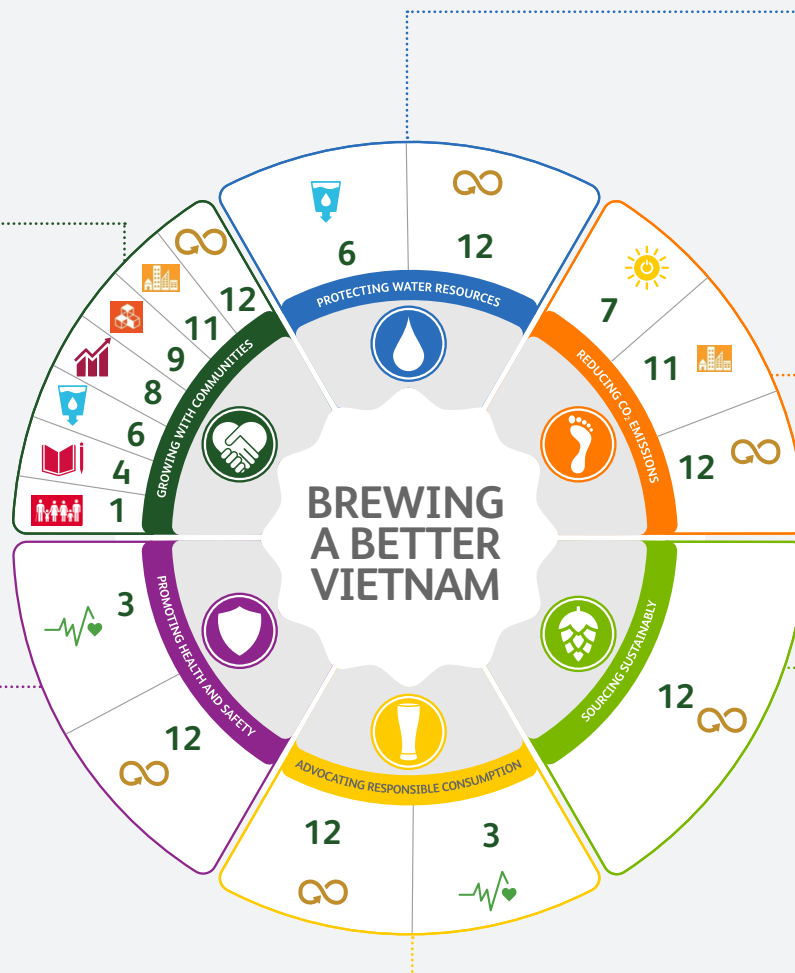 6
12
PROTECTING WATER RESOURCES
7
11
12
REDUCING CO₂ EMISSIONS
12
11
9
8
6
4
1
GROWING WITH COMMUNITIES
BREWING
A BETTER
VIETNAM
3
12
PROMOTING HEALTH AND SAFETY
12
SOURCING SUSTAINABLY
ADVOCATING RESPONSIBLE CONSUMPTION
12
3